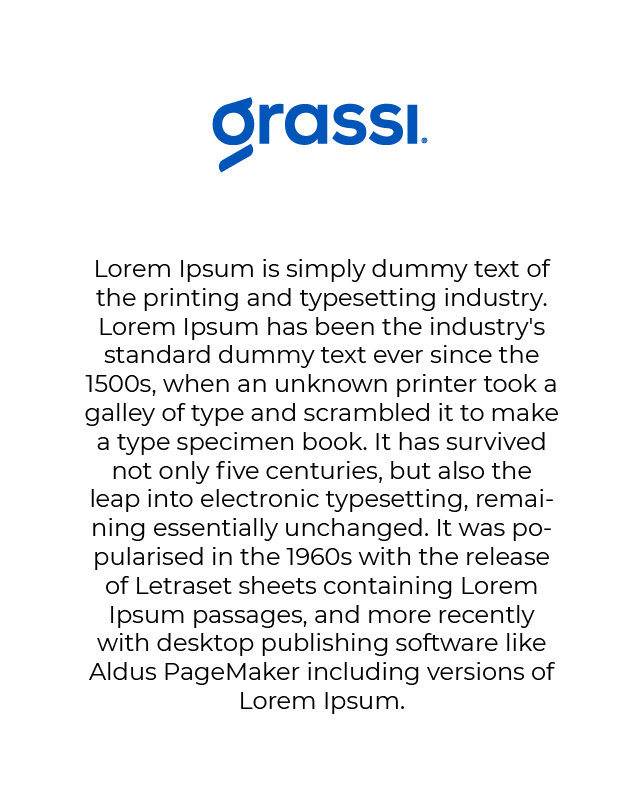 grassi.
Lorem Ipsum is simply dummy text of
the printing and typesetting industry.
Lorem Ipsum has been the industry's
standard dummy text ever since the
1500s, when an unknown printer took a
galley of type and scrambled it to make
a type specimen book. It has survived
not only five centuries, but also the
leap into electronic typesetting, remai-
ning essentially unchanged. It was po-
pularised in the 1960s with the release
of Letraset sheets containing Lorem
Ipsum passages, and more recently
with desktop publishing software like
Aldus PageMaker including versions of
Lorem Ipsum.